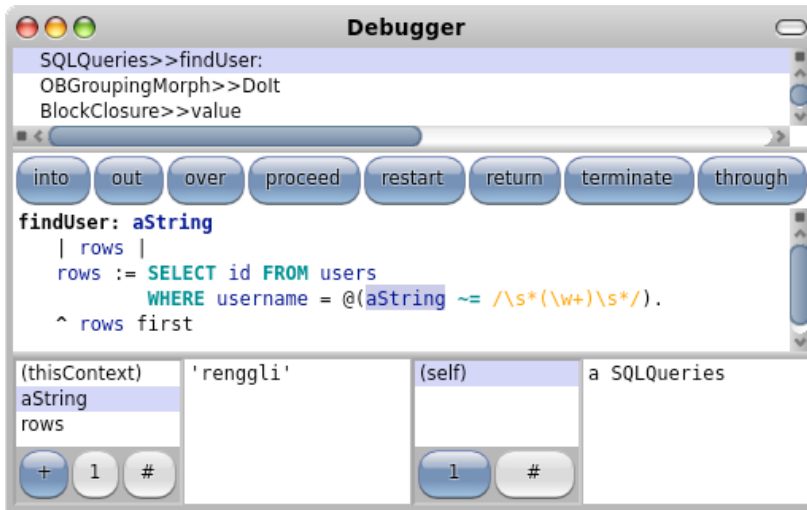 Debugger
SQLQueries>>findUser:
OBGroupingMorph>>DoIt
BlockClosure>>value
into out over proceed restart return terminate through
findUser: aString
| rows |
rows := SELECT id FROM users
WHERE username = @(aString ~= /\s*(\w+)\s*/).
^ rows first
(thisContext) 'renggli' (self) a SQLQueries
aString
rows
+ 1 # 1 #